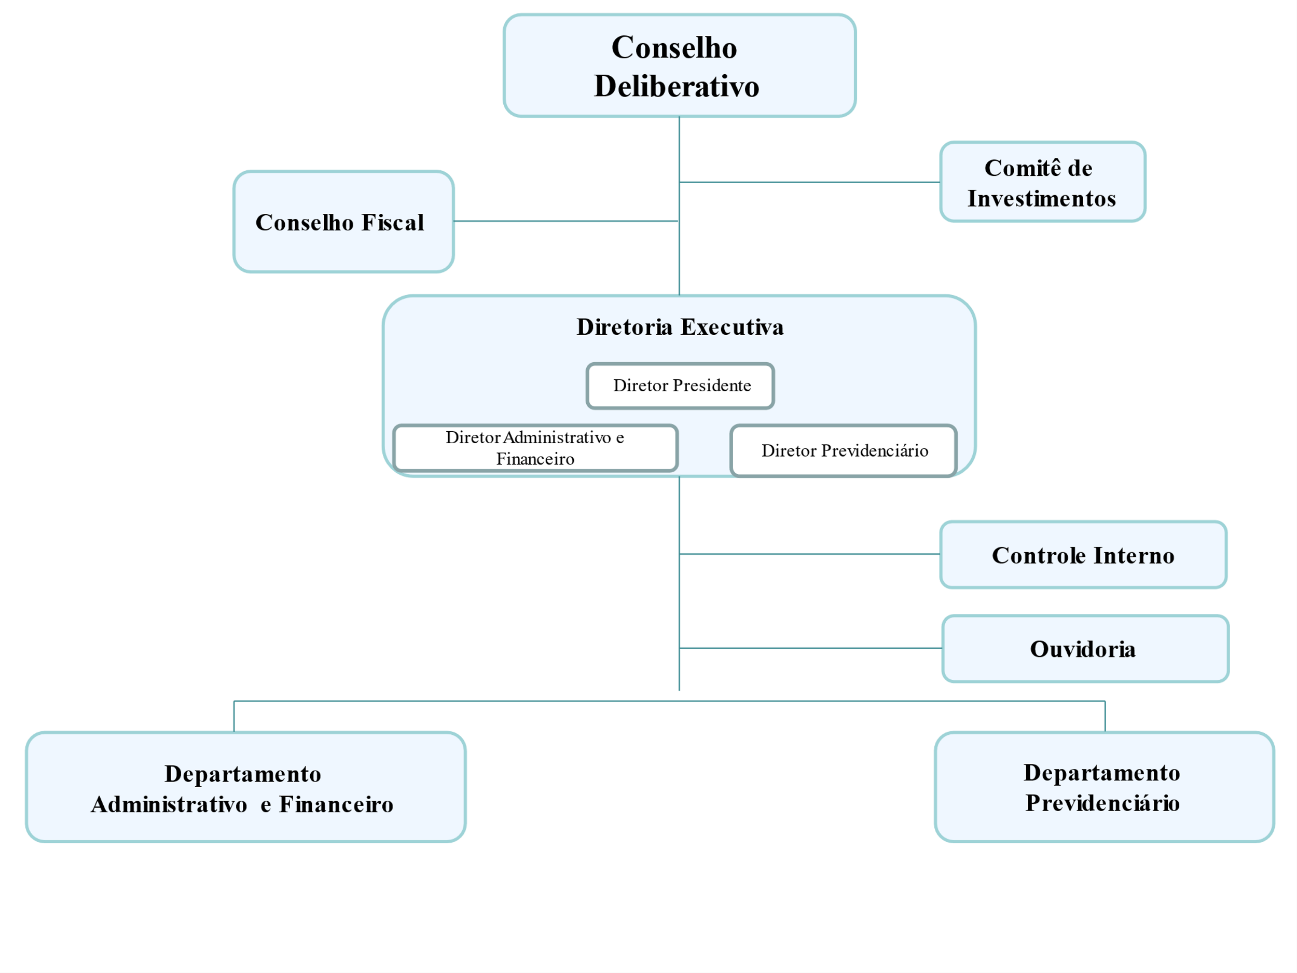 Conselho
Deliberativo
Comitê de
Investimentos
Conselho Fiscal
Diretoria Executiva
Diretor Presidente
Diretor Administrativo e
Financeiro
Diretor Previdenciário
Controle Interno
Ouvidoria
Departamento
Administrativo e Financeiro
Departamento
Previdenciário